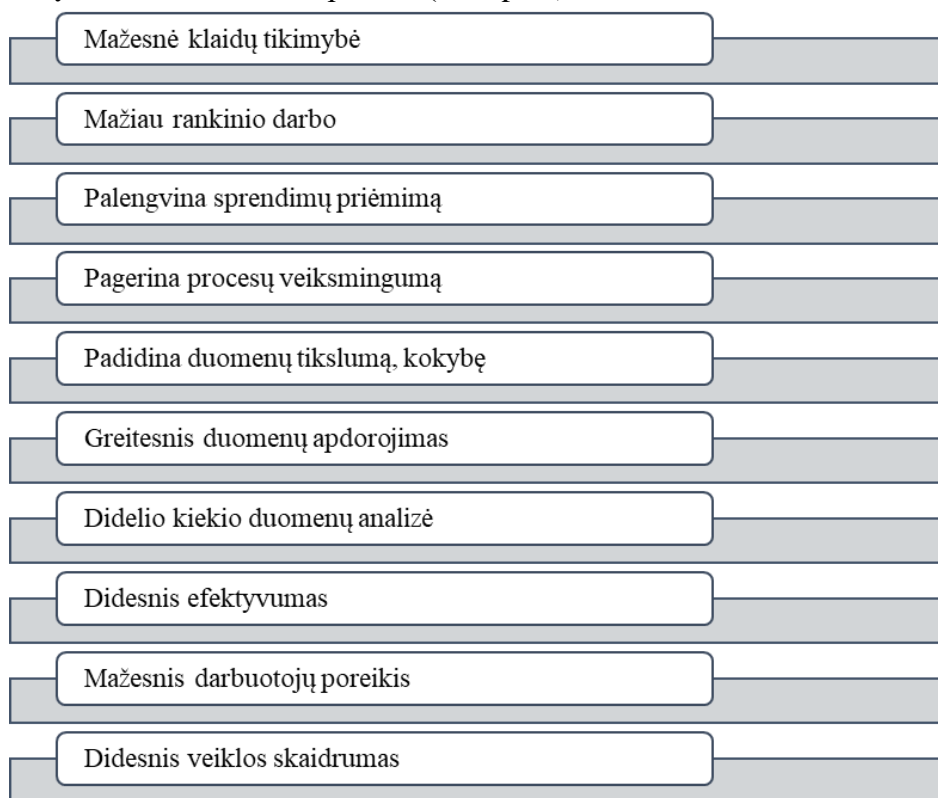 Mažesnė klaidų tikimybė
Mažiau rankinio darbo
Palengvina sprendimų priėmimą
Pagerina procesų veiksmingumą
Padidina duomenų tikslumą, kokybę
Greitesnis duomenų apdorojimas
Didelio kiekio duomenų analizė
Didesnis efektyvumas
Mažesnis darbuotojų poreikis
Didesnis veiklos skaidrumas